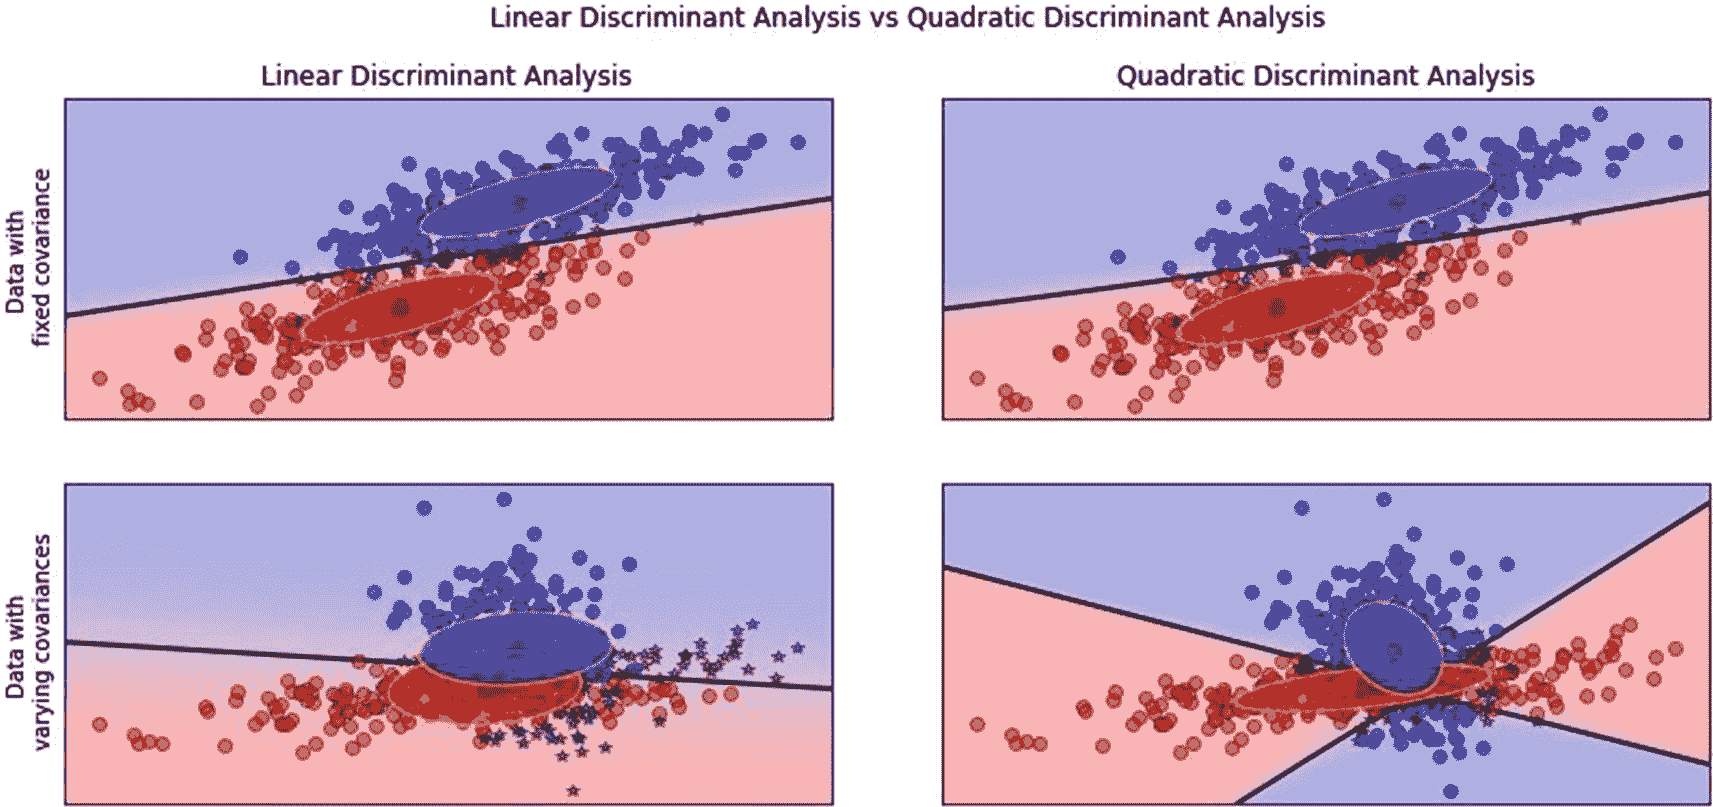 Linear Discriminant Analysis vs Quadratic Discriminant Analysis
Linear Discriminant Analysis
Quadratic Discriminant Analysis
Data with
fixed covariance
Data with
varying covariances